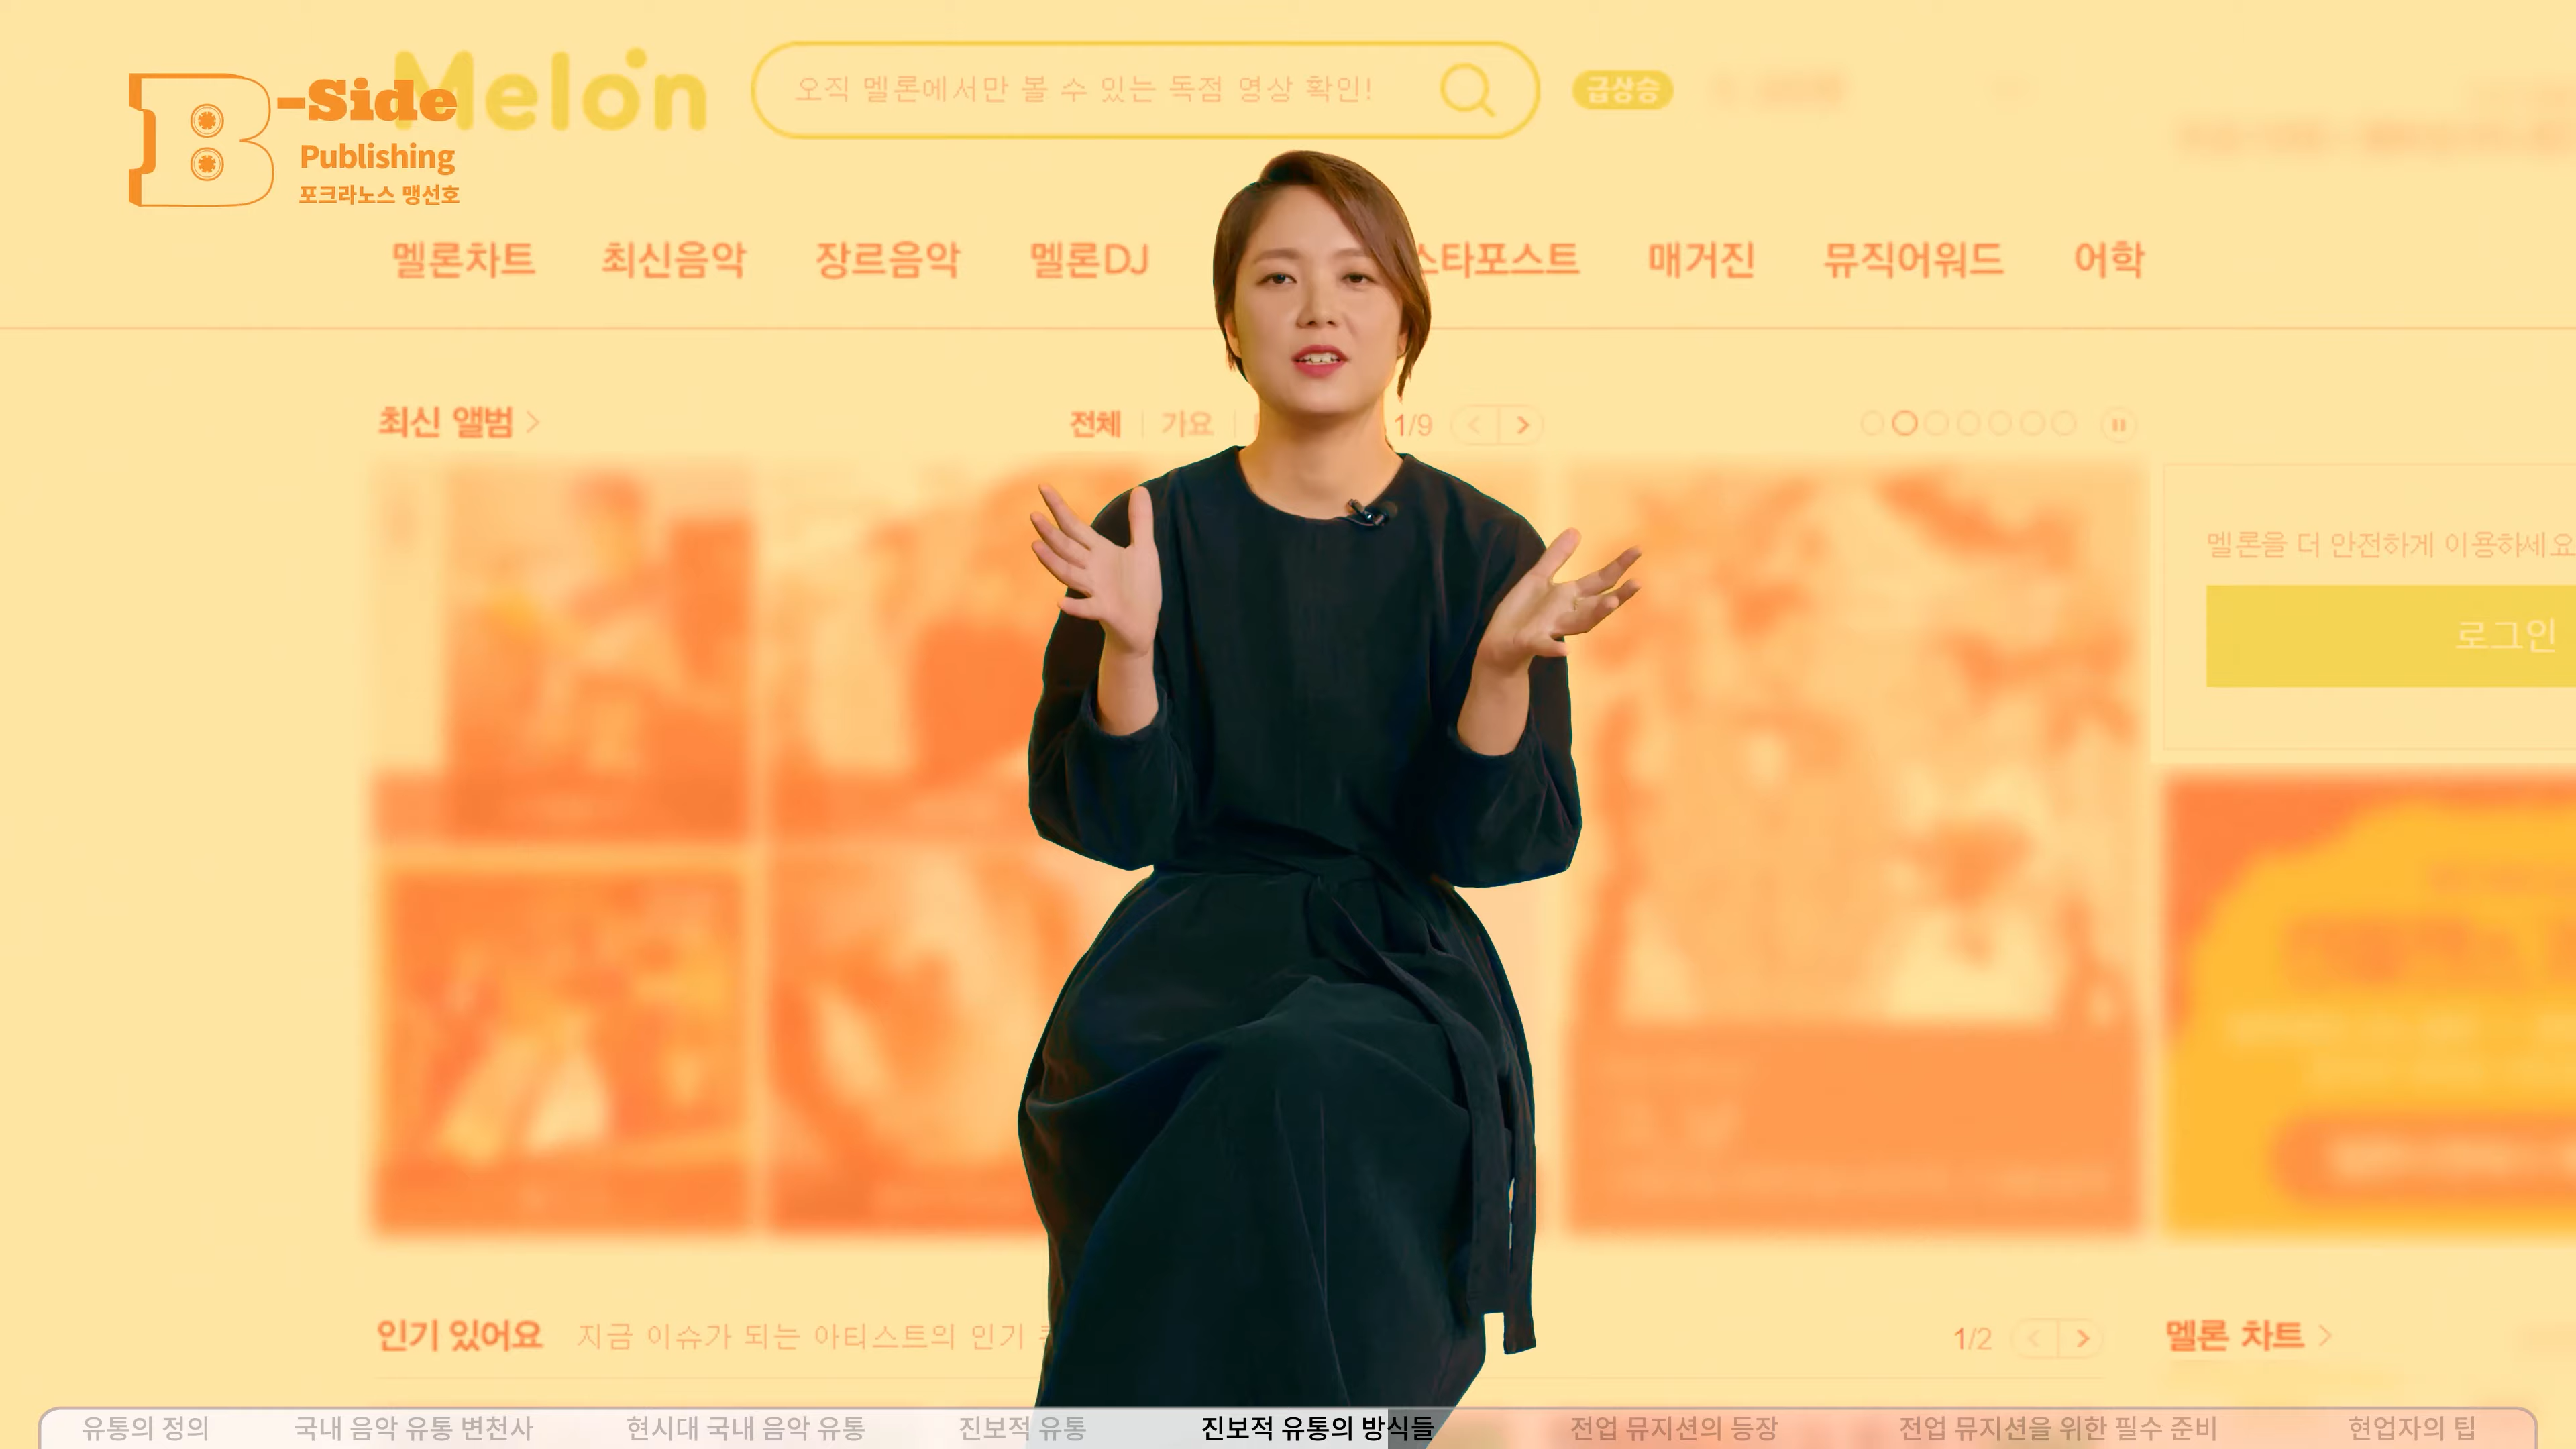 B-Side
Publishing
포크라노스 맹선호
Melon
오직 멜론에서만 볼 수 있는 독점 영상 확인!
급상승
멜론차트 최신음악 장르음악 멜론DJ 스타포스트 매거진 뮤직어워드 어학
최신 앨범 >
전체 | 가요 |
1/9 < >
멜론을 더 안전하게 이용하세요
로그인
인기 있어요 지금 이슈가 되는 아티스트의 인기
1/2 < >
멜론 차트 >
유통의 정의 국내 음악 유통 변천사 현시대 국내 음악 유통 진보적 유통 진보적 유통의 방식들 전업 뮤지션의 등장 전업 뮤지션을 위한 필수 준비 현업자의 팁